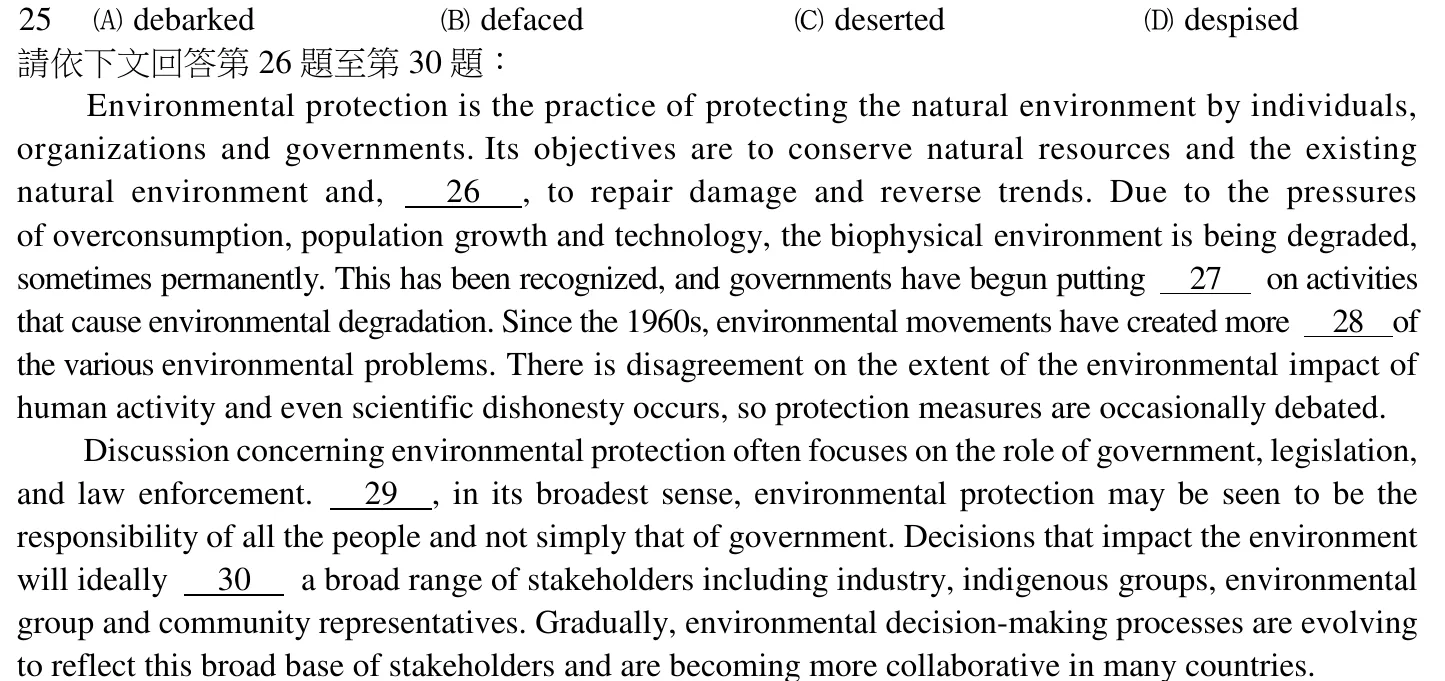 25 (A) debarked (B) defaced (C) deserted (D) despised
請依下文回答第 26 題至第 30 題：
Environmental protection is the practice of protecting the natural environment by individuals,
organizations and governments. Its objectives are to conserve natural resources and the existing
natural environment and, 26 , to repair damage and reverse trends. Due to the pressures
of overconsumption, population growth and technology, the biophysical environment is being degraded,
sometimes permanently. This has been recognized, and governments have begun putting 27 on activities
that cause environmental degradation. Since the 1960s, environmental movements have created more 28 of
the various environmental problems. There is disagreement on the extent of the environmental impact of
human activity and even scientific dishonesty occurs, so protection measures are occasionally debated.
Discussion concerning environmental protection often focuses on the role of government, legislation,
and law enforcement. 29 , in its broadest sense, environmental protection may be seen to be the
responsibility of all the people and not simply that of government. Decisions that impact the environment
will ideally 30 a broad range of stakeholders including industry, indigenous groups, environmental
group and community representatives. Gradually, environmental decision-making processes are evolving
to reflect this broad base of stakeholders and are becoming more collaborative in many countries.